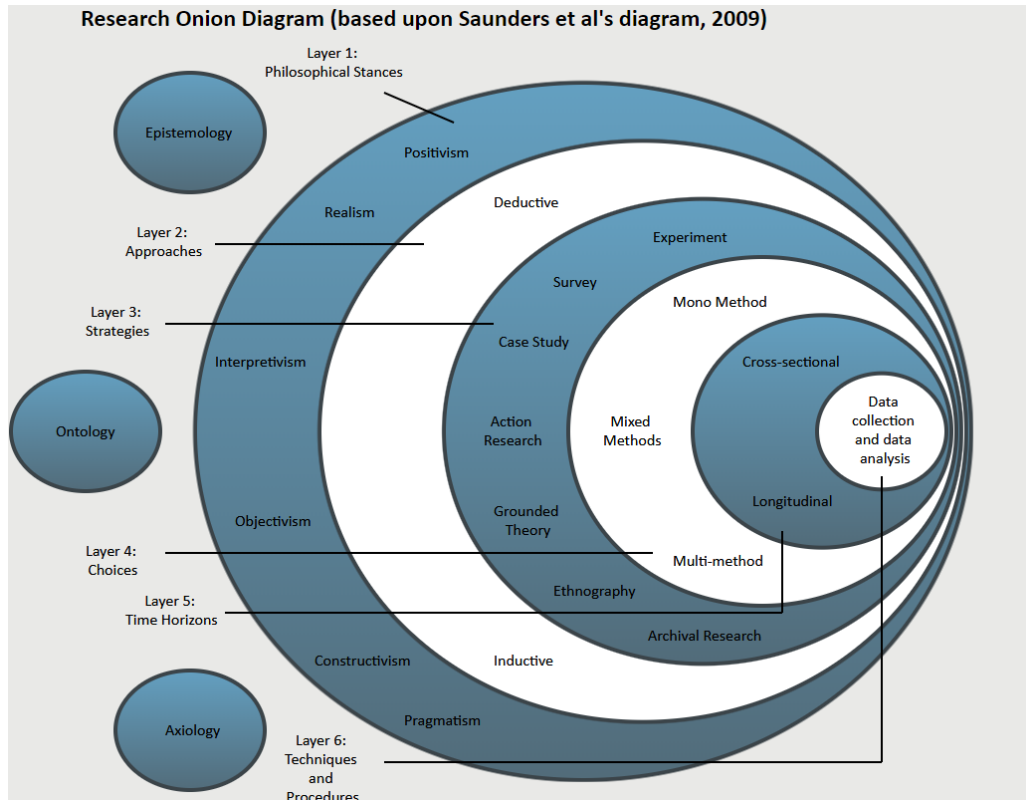 Research Onion Diagram (based upon Saunders et al's diagram, 2009)
Layer 1:
Philosophical Stances
Epistemology
Positivism
Realism
Deductive
Layer 2:
Approaches
Experiment
Survey
Layer 3:
Strategies
Mono Method
Case Study
Interpretivism
Cross-sectional
Ontology
Action
Research
Mixed
Methods
Data
collection
and data
analysis
Longitudinal
Objectivism
Grounded
Theory
Layer 4:
Choices
Multi-method
Ethnography
Layer 5:
Time Horizons
Archival Research
Constructivism
Inductive
Pragmatism
Axiology
Layer 6:
Techniques
and
Procedures